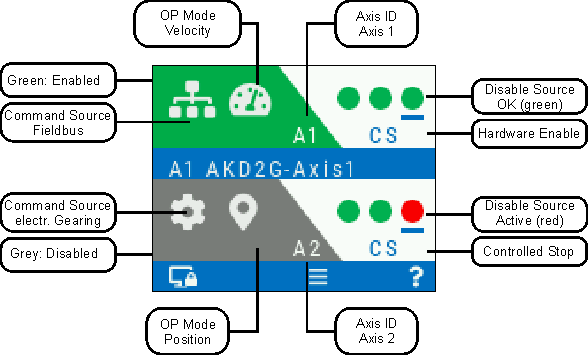 OP Mode
Velocity
Axis ID
Axis 1
Green: Enabled
Command Source
Fieldbus
Disable Source
OK (green)
Hardware Enable
A1
CS
A1 AKD2G-Axis1
Command Source
electr. Gearing
Grey: Disabled
Disable Source
Active (red)
Controlled Stop
A2
CS
?
OP Mode
Position
Axis ID
Axis 2